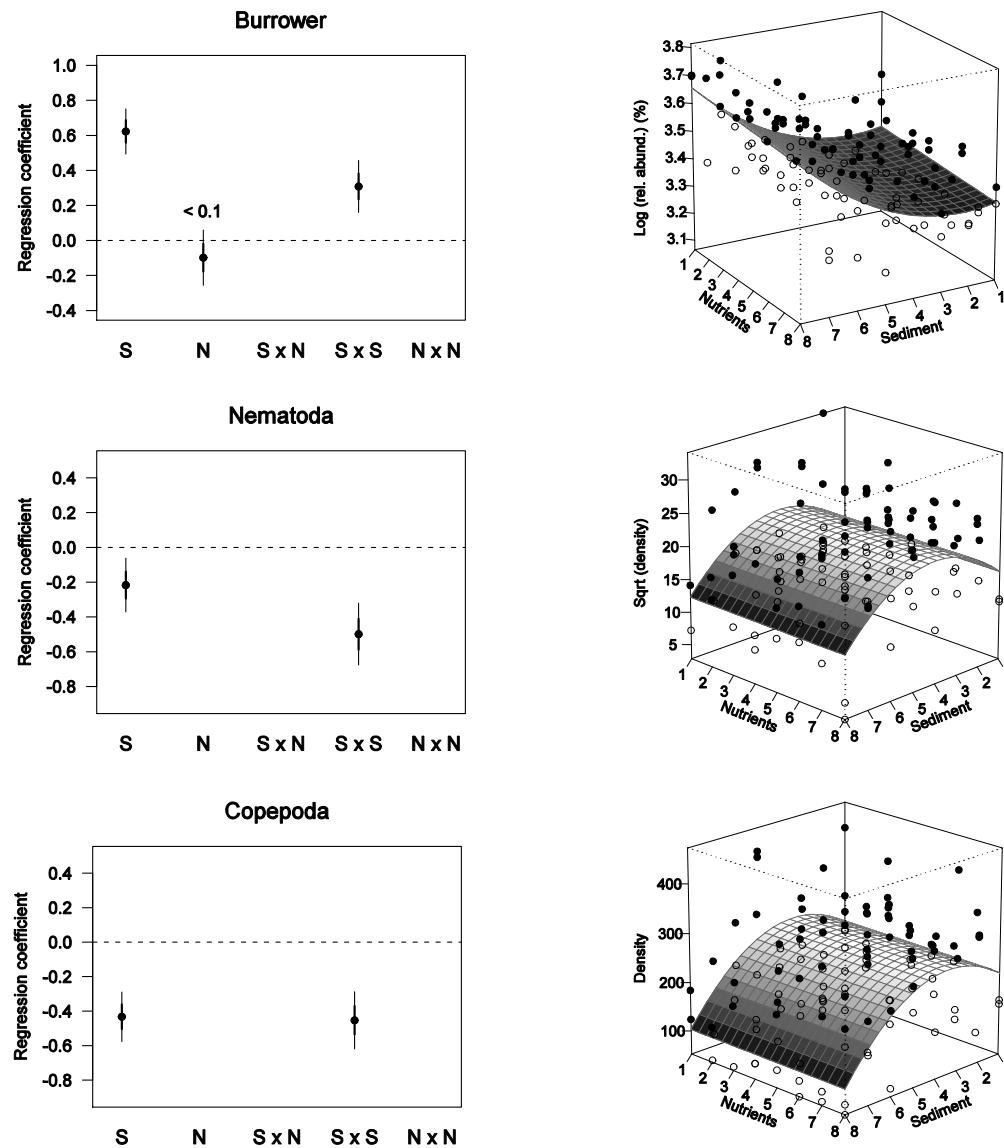 Burrower
Regression coefficient
1.0
0.8
0.6
0.4
0.2
0.0
-0.2
-0.4
< 0.1
S N S x N S x S N x N
Log (rel. abund.) (%)
3.8
3.7
3.6
3.5
3.4
3.3
3.2
3.1
1 2 3 4 5 6 7 8
Nutrients
8 7 6 5 4 3 2 1
Sediment
Nematoda
Regression coefficient
0.4
0.2
0.0
-0.2
-0.4
-0.6
-0.8
S N S x N S x S N x N
Sqrt (density)
30
25
20
15
10
5
1 2 3 4 5 6 7 8
Nutrients
8 7 6 5 4 3 2
Sediment
Copepoda
Regression coefficient
0.4
0.2
0.0
-0.2
-0.4
-0.6
-0.8
S N S x N S x S N x N
Density
400
300
200
100
1 2 3 4 5 6 7 8
Nutrients
8 7 6 5 4 3 2
Sediment